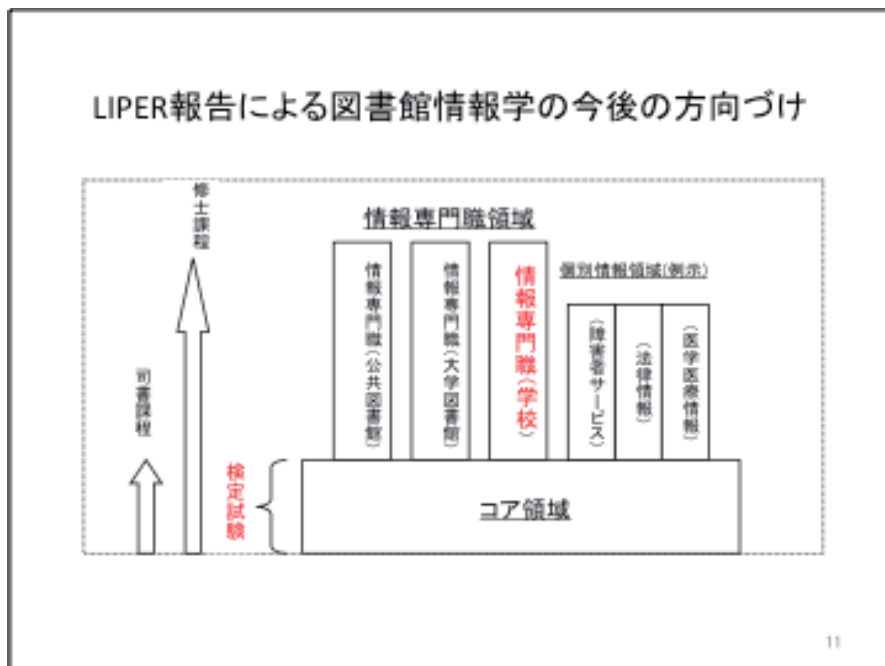 LIPER報告による図書館情報学の今後の方向づけ
修士課程
司書課程
検定試験
情報専門職領域
情報専門職(公共図書館)
情報専門職(大学図書館)
情報専門職(学校)
個別情報領域(例示)
(障害者サービス)
(法律情報)
(医学医療情報)
コア領域
11